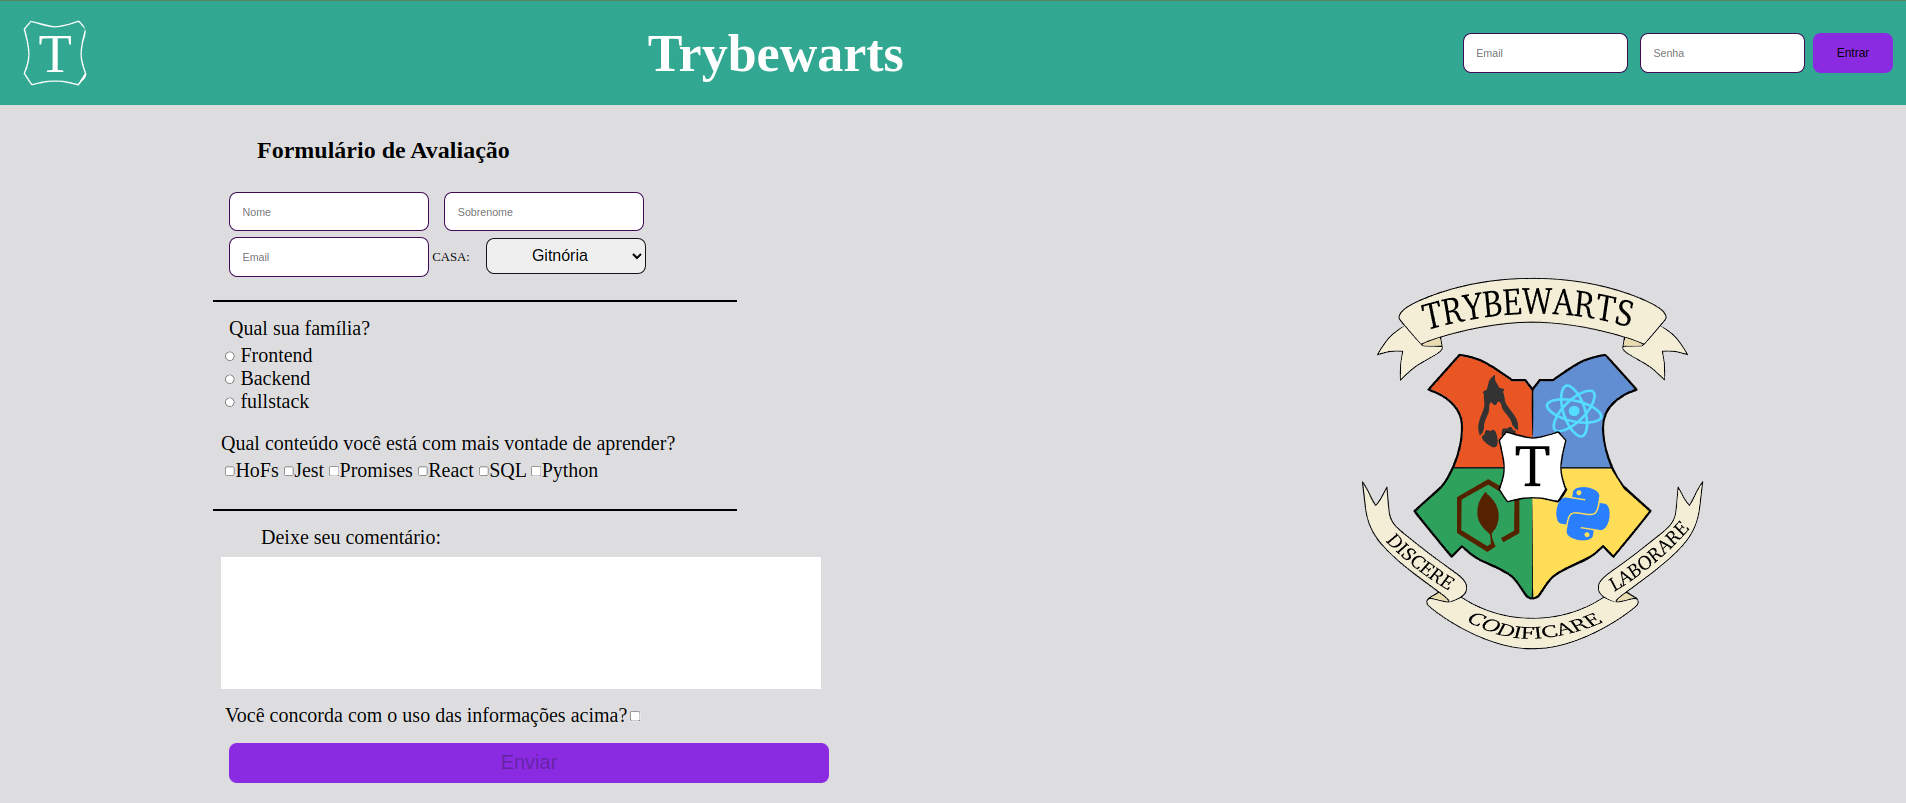 T
Trybewarts
Email
Senha
Entrar
Formulário de Avaliação
Nome
Sobrenome
Email
CASA:
Gitnória
Qual sua família?
Frontend
Backend
fullstack
Qual conteúdo você está com mais vontade de aprender?
HoFs Jest Promises React SQL Python
Deixe seu comentário:
Você concorda com o uso das informações acima?
Enviar
TRYBEWARTS
T
DISCERE
LABORARE
CODIFICARE